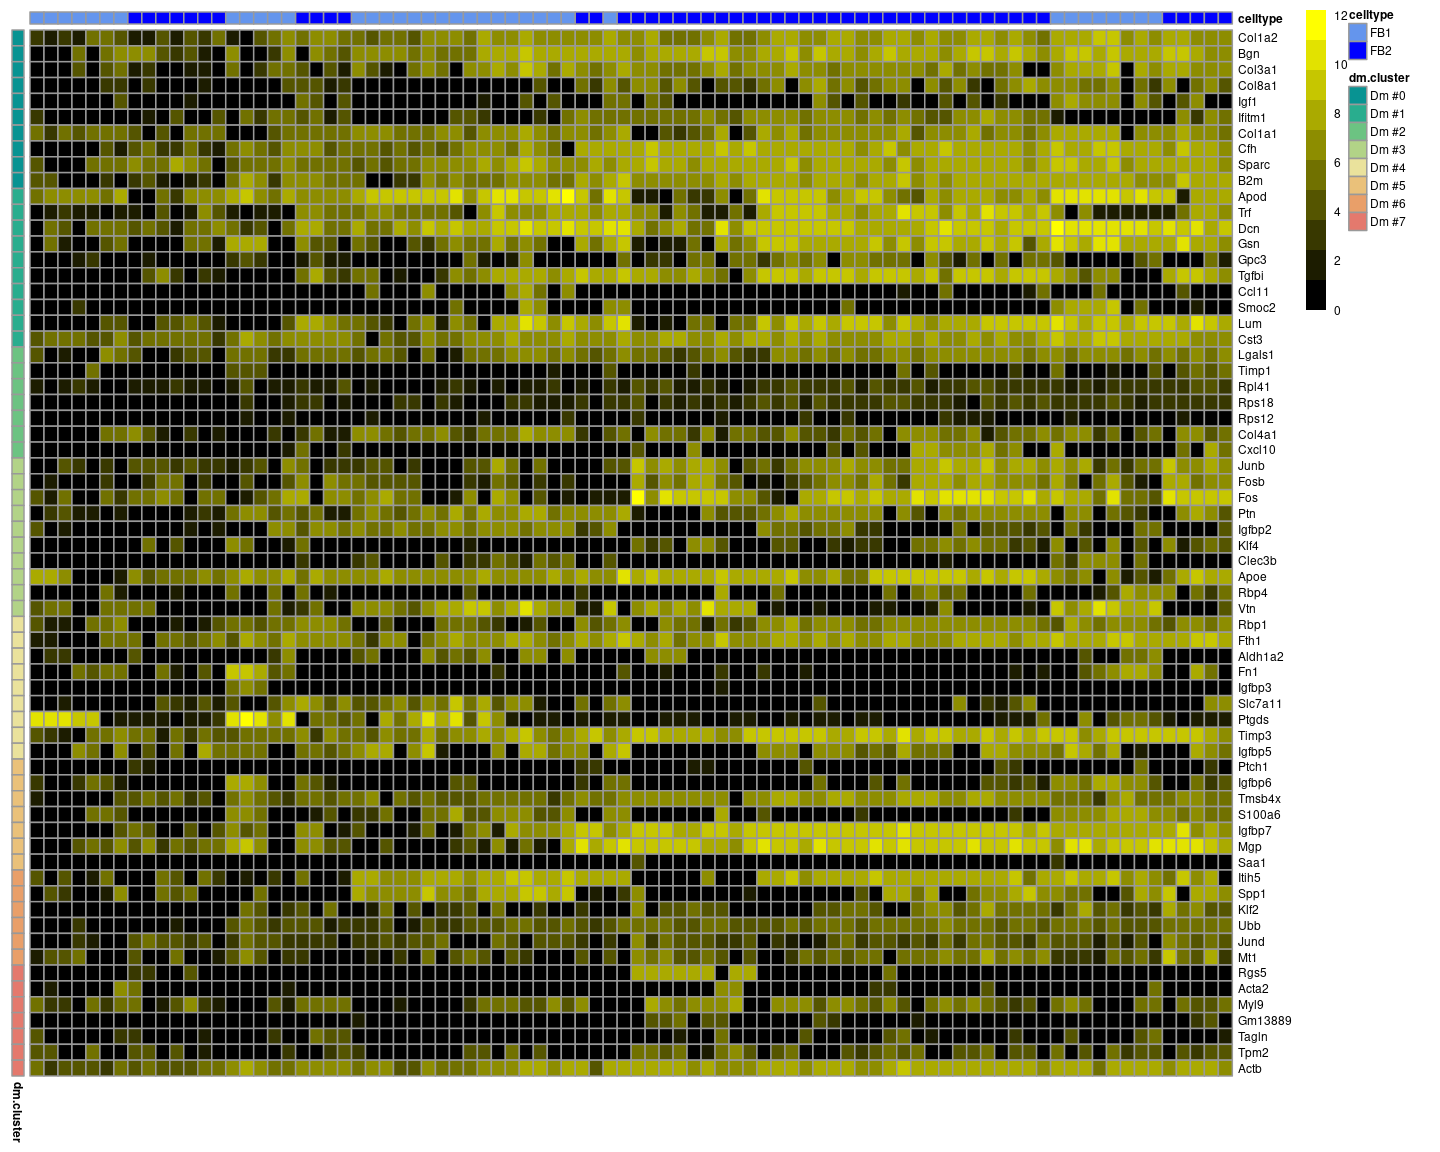 celltype
Col1a2
Bgn
Col3a1
Col8a1
Igf1
Ifitm1
Col1a1
Cfh
Sparc
B2m
Apod
Trf
Dcn
Gsn
Gpc3
Tgfbi
Ccl11
Smoc2
Lum
Cst3
Lgals1
Timp1
Rpl41
Rps18
Rps12
Col4a1
Cxcl10
Junb
Fosb
Fos
Ptn
Igfbp2
Klf4
Clec3b
Apoe
Rbp4
Vtn
Rbp1
Fth1
Aldh1a2
Fn1
Igfbp3
Slc7a11
Ptgds
Timp3
Igfbp5
Ptch1
Igfbp6
Tmsb4x
S100a6
Igfbp7
Mgp
Saa1
Itih5
Spp1
Klf2
Ubb
Jund
Mt1
Rgs5
Acta2
Myl9
Gm13889
Tagln
Tpm2
Actb
dm.cluster
12
10
8
6
4
2
0
celltype
FB1
FB2
dm.cluster
Dm #0
Dm #1
Dm #2
Dm #3
Dm #4
Dm #5
Dm #6
Dm #7